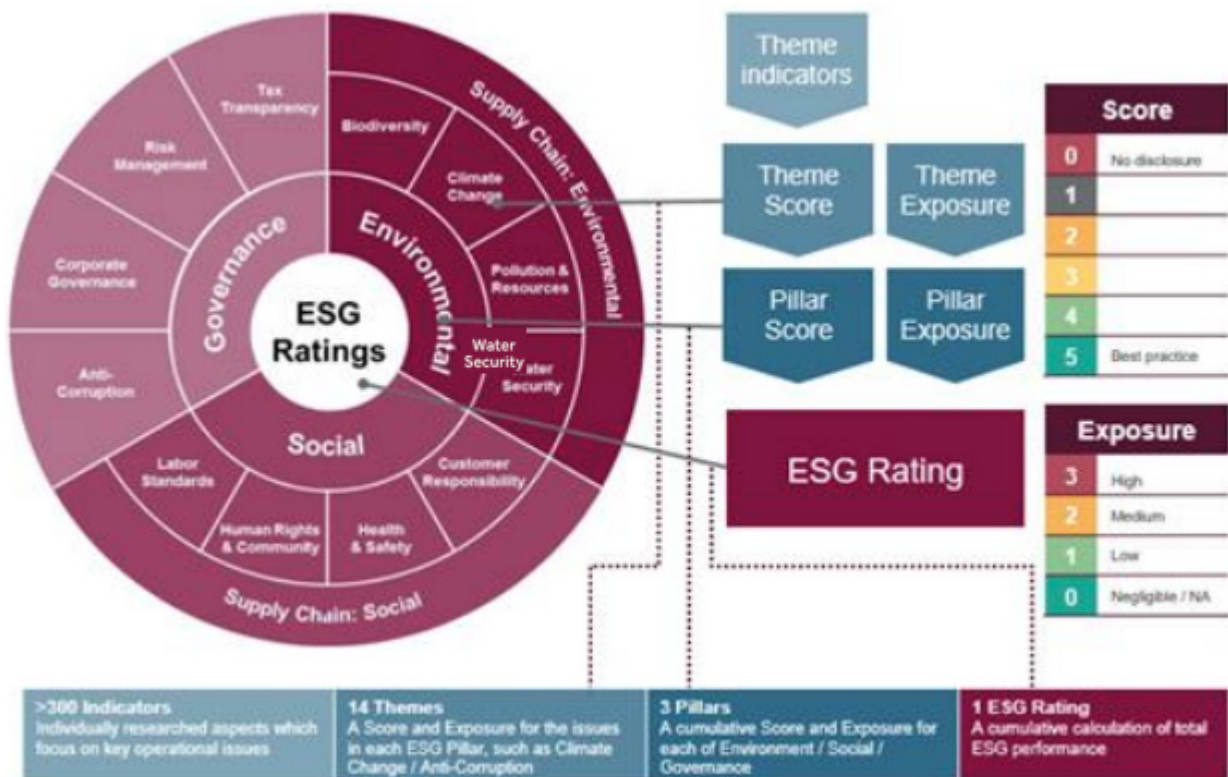 Tax
Transparency
Risk
Management
Corporate
Governance
Anti-
Corruption
Governance
Supply Chain: Environmental
Biodiversity
Climate
Change
Pollution &
Resources
Water
Security
ater
Security
Environmental
ESG
Ratings
Social
Labor
Standards
Human Rights
& Community
Health
& Safety
Customer
Responsibility
Supply Chain: Social
Theme
indicators
Theme
Score
Theme
Exposure
Pillar
Score
Pillar
Exposure
ESG Rating
Score
0 No disclosure
1
2
3
4
5 Best practice
Exposure
3 High
2 Medium
1 Low
0 Negligible / NA
>300 Indicators
Individually researched aspects which
focus on key operational issues
14 Themes
A Score and Exposure for the issues
in each ESG Pillar, such as Climate
Change / Anti-Corruption
3 Pillars
A cumulative Score and Exposure for
each of Environment / Social /
Governance
1 ESG Rating
A cumulative calculation of total
ESG performance